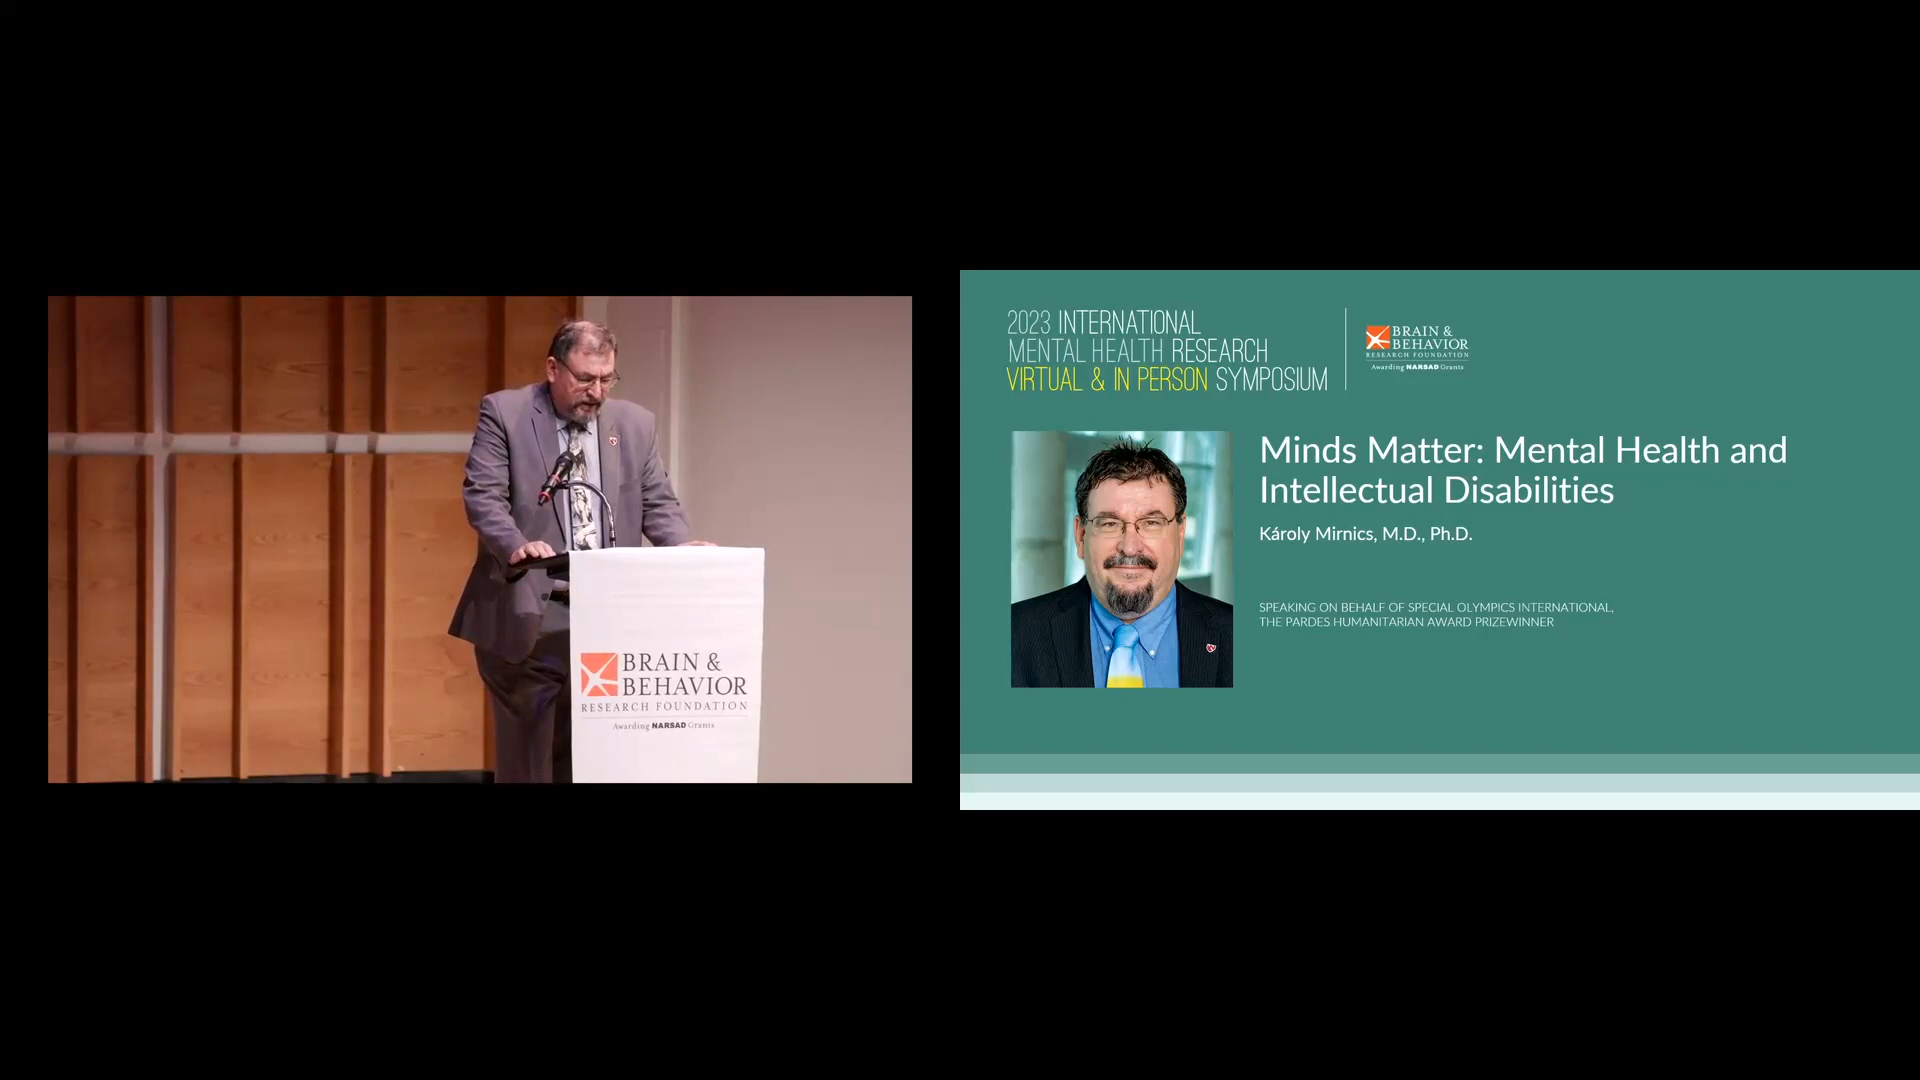 BRAIN &
BEHAVIOR
RESEARCH FOUNDATION
Awarding NARSAD Grants
2023 INTERNATIONAL
MENTAL HEALTH RESEARCH
VIRTUAL & IN PERSON SYMPOSIUM
BRAIN &
BEHAVIOR
RESEARCH FOUNDATION
Awarding NARSAD Grants
Minds Matter: Mental Health and
Intellectual Disabilities
Károly Mirnics, M.D., Ph.D.
SPEAKING ON BEHALF OF SPECIAL OLYMPICS INTERNATIONAL,
THE PARDES HUMANITARIAN AWARD PRIZEWINNER